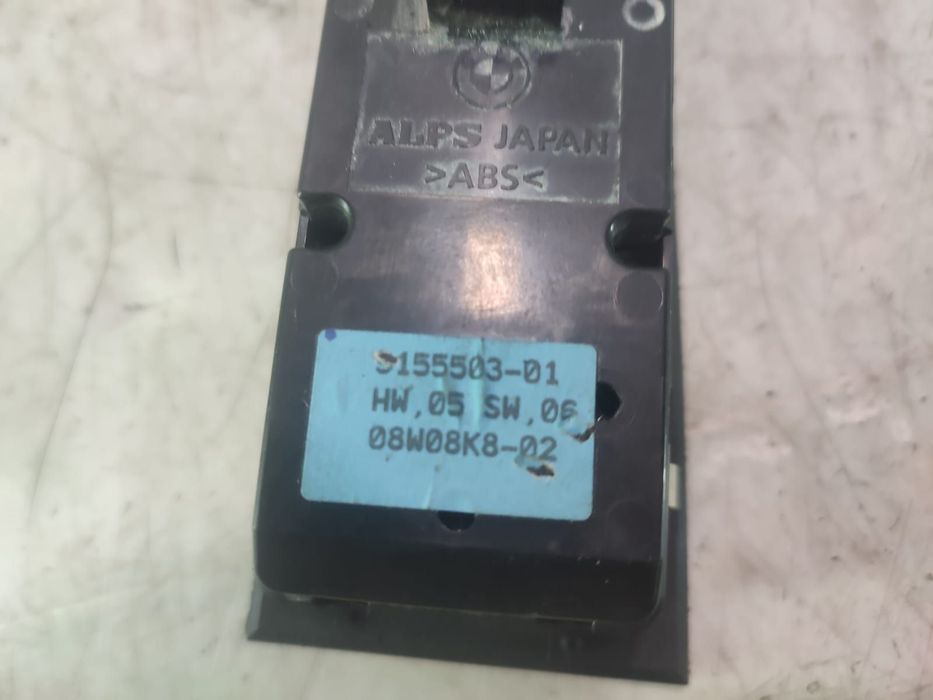 ALPS JAPAN
>ABS<
9155503-01
HW,05 SW,06
08W08K8-02